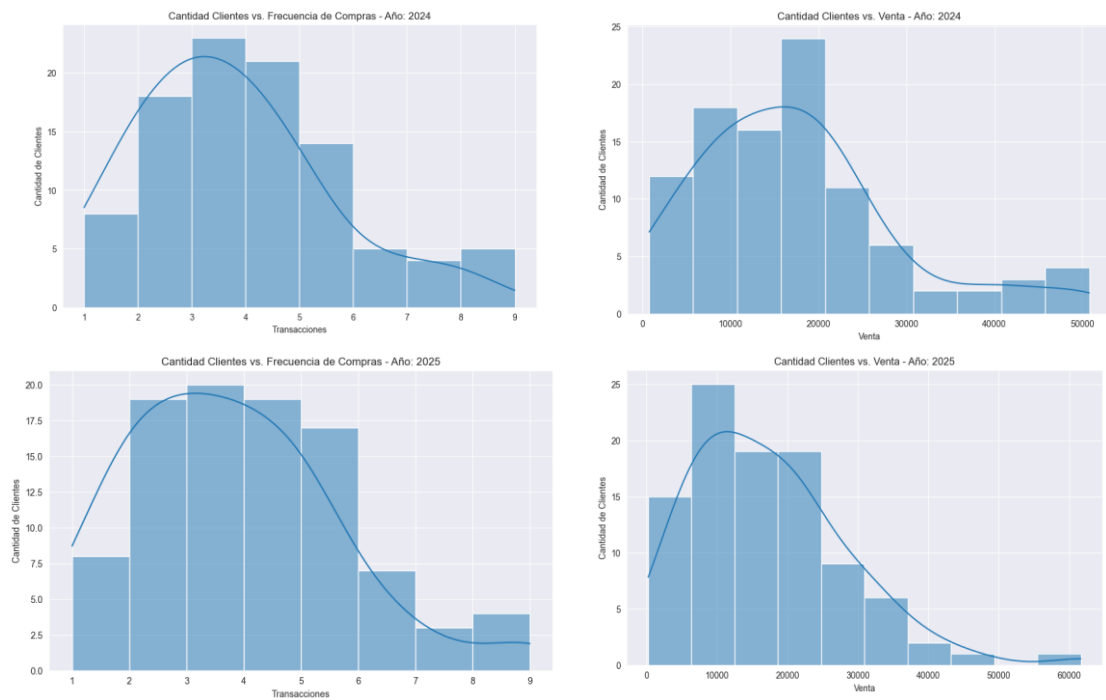 Cantidad Clientes vs. Frecuencia de Compras - Año: 2024
20
15
10
5
0
Cantidad de Clientes
1 2 3 4 5 6 7 8 9
Transacciones
Cantidad Clientes vs. Venta - Año: 2024
25
20
15
10
5
0
Cantidad de Clientes
0 10000 20000 30000 40000 50000
Venta
Cantidad Clientes vs. Frecuencia de Compras - Año: 2025
20.0
17.5
15.0
12.5
10.0
7.5
5.0
2.5
0.0
Cantidad de Clientes
1 2 3 4 5 6 7 8 9
Transacciones
Cantidad Clientes vs. Venta - Año: 2025
25
20
15
10
5
0
Cantidad de Clientes
0 10000 20000 30000 40000 50000 60000
Venta